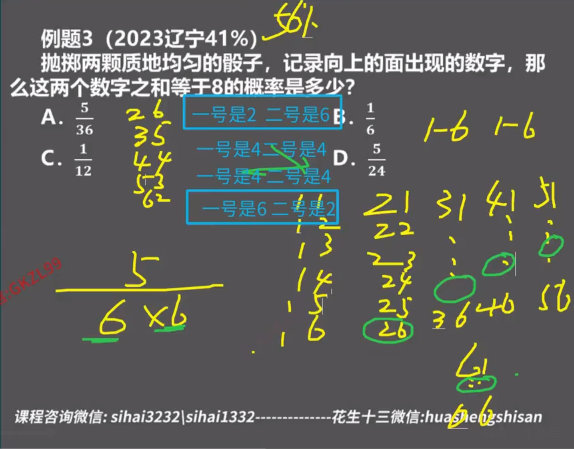 56%
例题3（2023辽宁41%）
抛掷两颗质地均匀的骰子，记录向上的面出现的数字，那
么这两个数字之和等于8的概率是多少?
A. 5/36
B. 1/6
C. 1/12
D. 5/24
26
35
44
53
62
一号是2 二号是6
一号是4二号是4
一号是4 二号是4
一号是6 二号是2
1-6 1-6
11 21 31 41 51
12 22
13 23
14 24
15 25
16 26 36 46 56
61
66
5
6×6
课程咨询微信: sihai3232\sihai1332--------------花生十三微信:huashengshisan